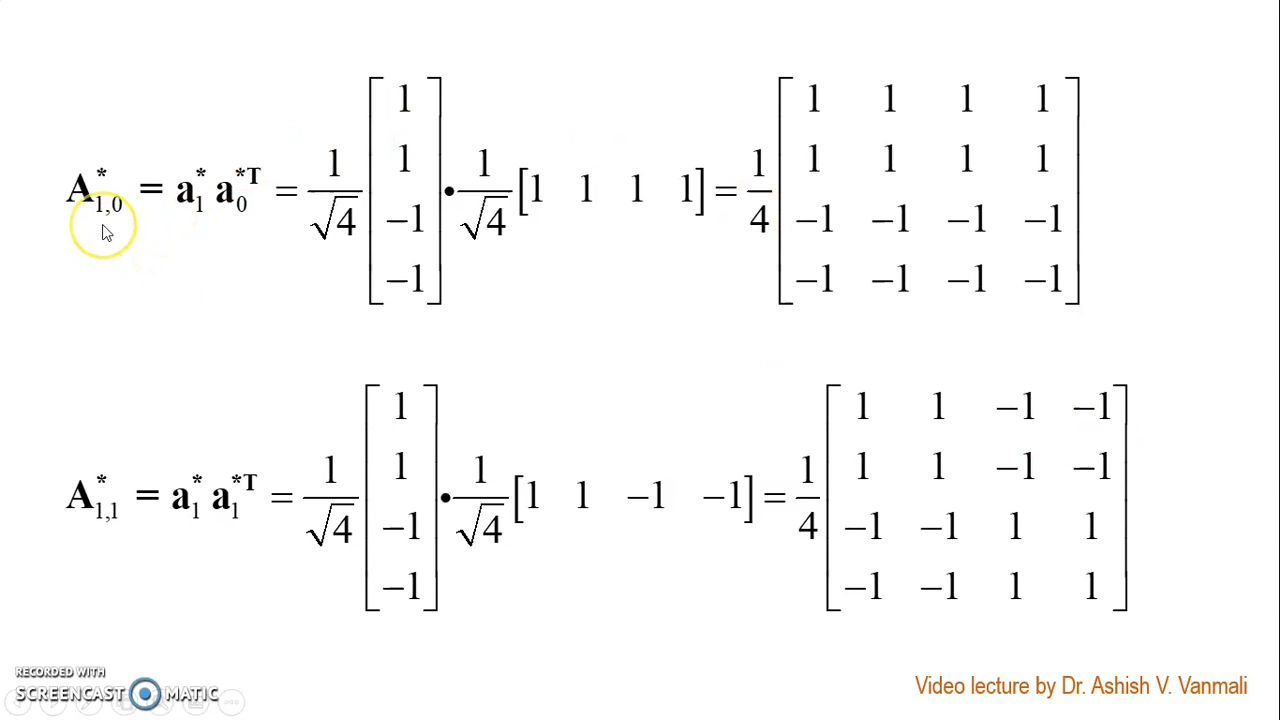 A*₁,₀ = a*₁ a*ᵀ₀ = 1/√4 [1; 1; −1; −1] • 1/√4 [1 1 1 1] = 1/4 [1 1 1 1; 1 1 1 1; −1 −1 −1 −1; −1 −1 −1 −1]
A*₁,₁ = a*₁ a*ᵀ₁ = 1/√4 [1; 1; −1; −1] • 1/√4 [1 1 −1 −1] = 1/4 [1 1 −1 −1; 1 1 −1 −1; −1 −1 1 1; −1 −1 1 1]
RECORDED WITH
SCREENCAST MATIC
Video lecture by Dr. Ashish V. Vanmali